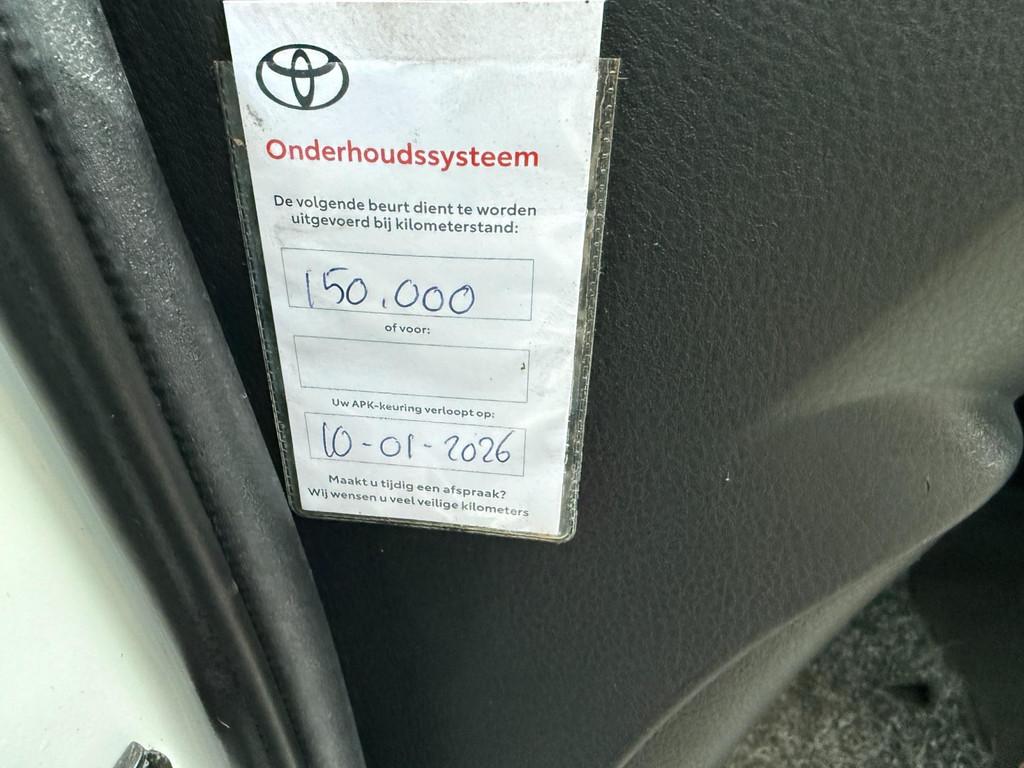 Onderhoudssysteem
De volgende beurt dient te worden
uitgevoerd bij kilometerstand:
150.000
of voor:
Uw APK-keuring verloopt op:
10-01-2026
Maakt u tijdig een afspraak?
Wij wensen u veel veilige kilometers